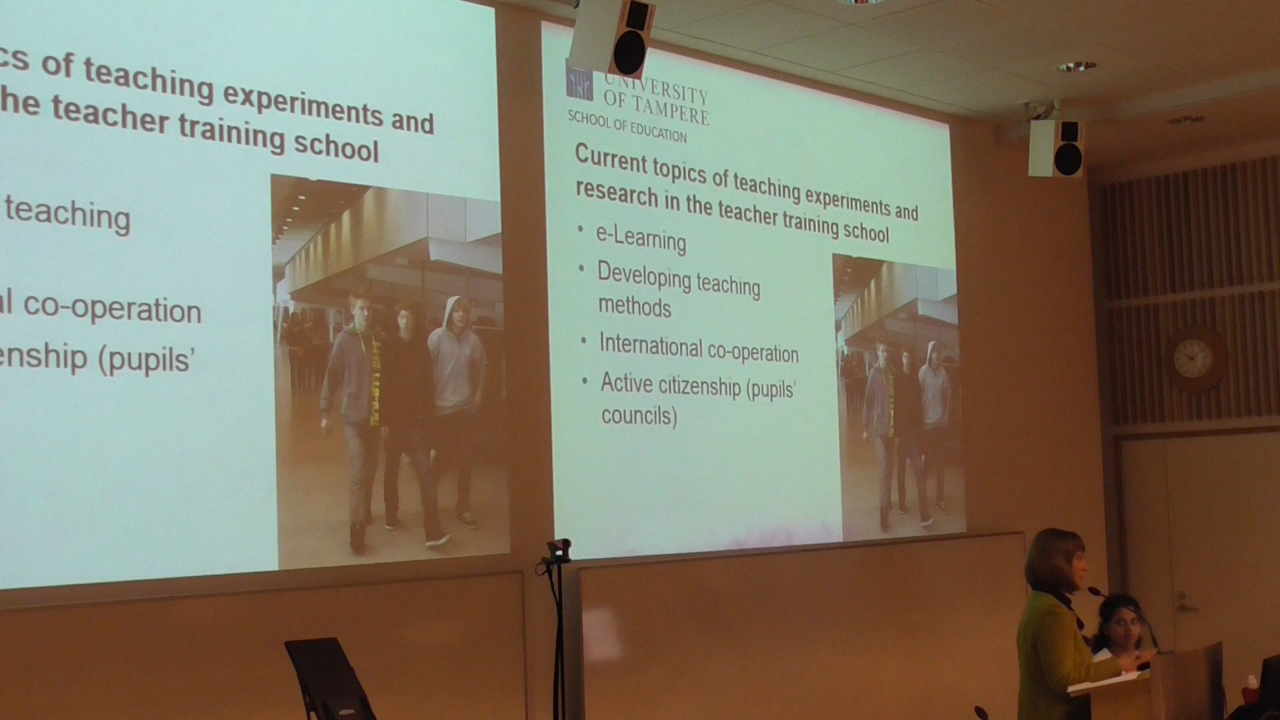 cs of teaching experiments and
he teacher training school
teaching
al co-operation
enship (pupils'
UNIVERSITY
OF TAMPERE
SCHOOL OF EDUCATION
Current topics of teaching experiments and
research in the teacher training school
• e-Learning
• Developing teaching
methods
• International co-operation
• Active citizenship (pupils'
councils)